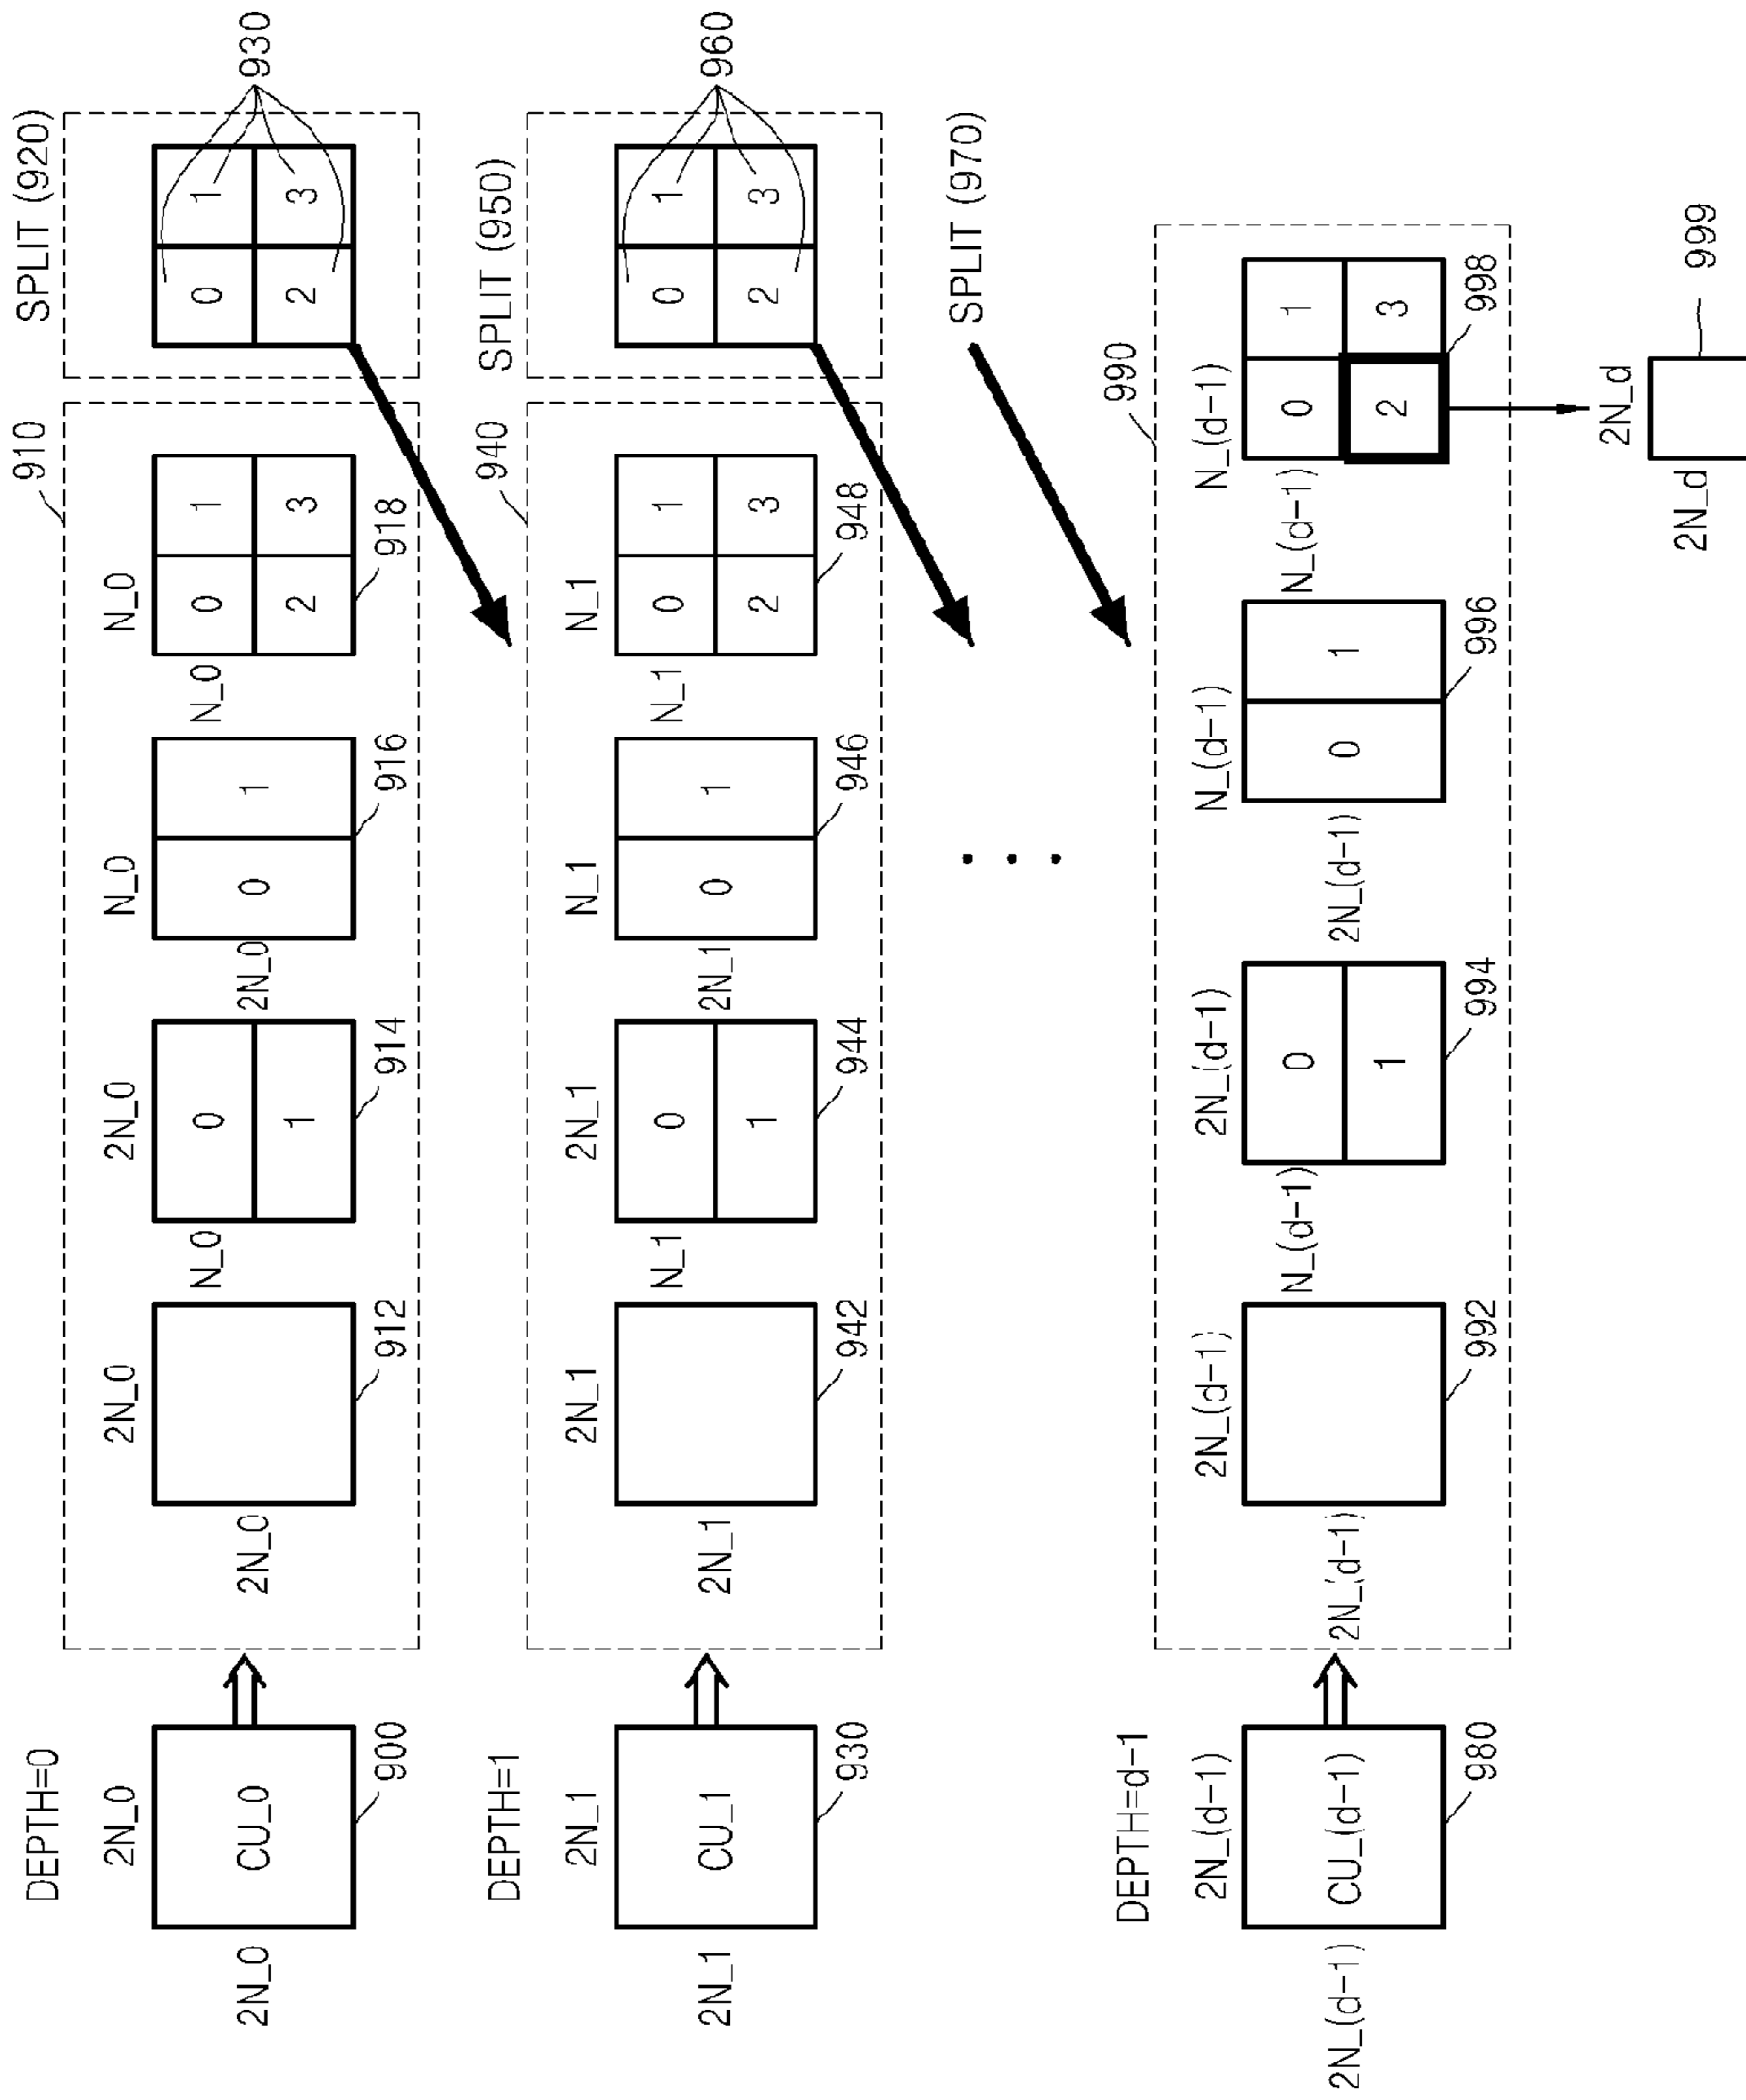 DEPTH=0
2N_0
2N_0
CU_0
900
910
2N_0
2N_0
912
2N_0
N_0
0
1
914
N_0
2N_0
0
1
916
N_0
N_0
0
1
2
3
918
SPLIT (920)
0
1
2
3
930
DEPTH=1
2N_1
2N_1
CU_1
930
940
2N_1
2N_1
942
2N_1
N_1
0
1
944
N_1
2N_1
0
1
946
N_1
N_1
0
1
2
3
948
SPLIT (950)
0
1
2
3
960
SPLIT (970)
DEPTH=d-1
2N_(d-1)
2N_(d-1)
CU_(d-1)
980
990
2N_(d-1)
2N_(d-1)
992
2N_(d-1)
N_(d-1)
0
1
994
N_(d-1)
2N_(d-1)
0
1
996
N_(d-1)
N_(d-1)
0
1
2
3
998
2N_d
2N_d
999